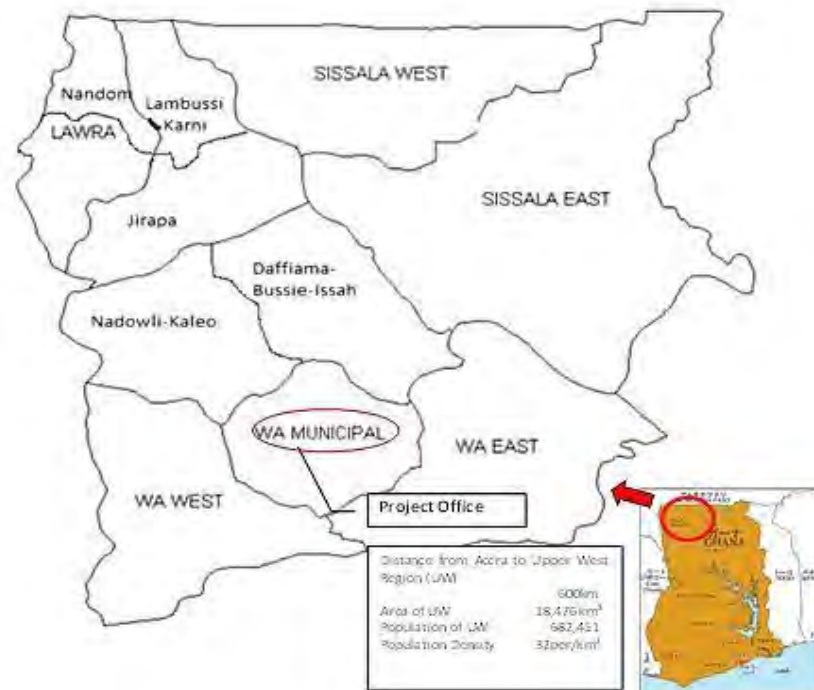 SISSALA WEST
Nandom
Lambussi
Karni
LAWRA
SISSALA EAST
Jirapa
Daffiama-
Bussie-Issah
Nadowli-Kaleo
WA MUNICIPAL
WA EAST
WA WEST
Project Office
Distance from Accra to Upper West
Region (UW)
600km
Area of UW 18,476km²
Population of UW 682,451
Population Density 32per/km²
GHANA